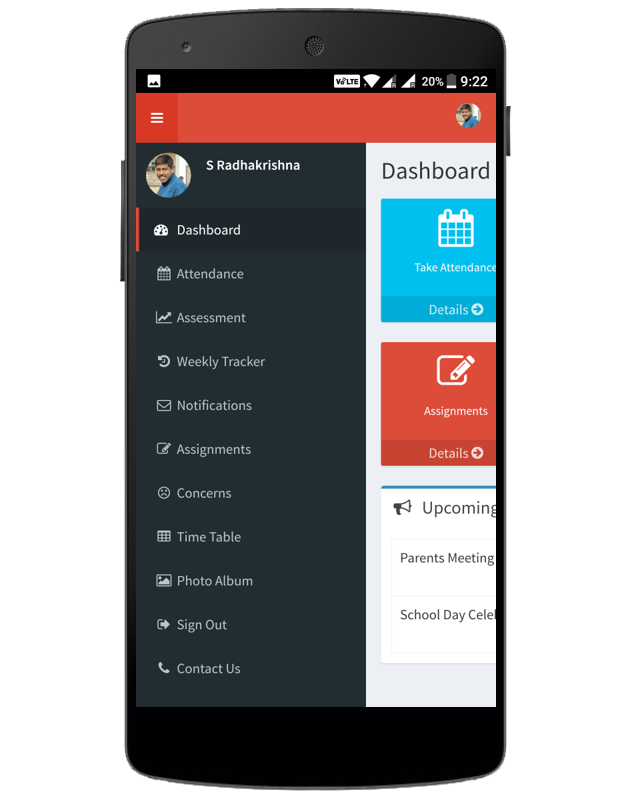 VoLTE R R 20% 9:22
S Radhakrishna
Dashboard
Attendance
Assessment
Weekly Tracker
Notifications
Assignments
Concerns
Time Table
Photo Album
Sign Out
Contact Us
Dashboard
Take Attendance
Details
Assignments
Details
Upcoming
Parents Meeting
School Day Cele